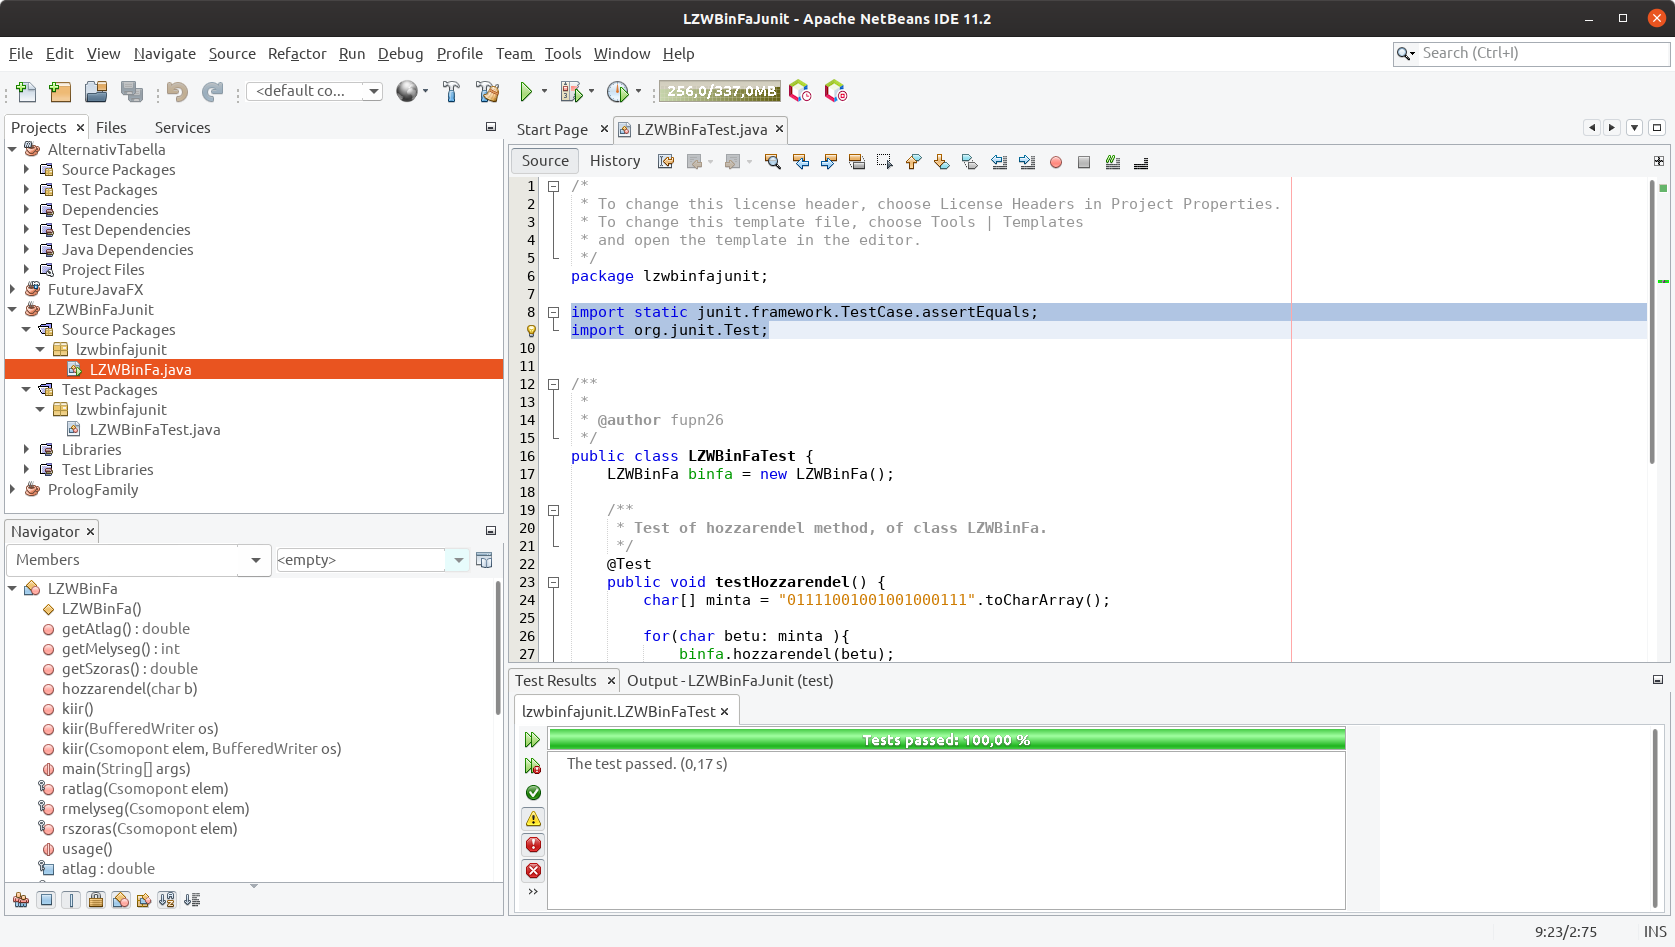 LZWBinFaJunit - Apache NetBeans IDE 11.2
File Edit View Navigate Source Refactor Run Debug Profile Team Tools Window Help
Search (Ctrl+I)
<default co...
256,0/337,0MB
Projects Files Services
AlternativTabella
Source Packages
Test Packages
Dependencies
Test Dependencies
Java Dependencies
Project Files
FutureJavaFX
LZWBinFaJunit
Source Packages
lzwbinfajunit
LZWBinFa.java
Test Packages
lzwbinfajunit
LZWBinFaTest.java
Libraries
Test Libraries
PrologFamily
Navigator
Members
<empty>
LZWBinFa
LZWBinFa()
getAtlag() : double
getMelyseg() : int
getSzoras() : double
hozzarendel(char b)
kiir()
kiir(BufferedWriter os)
kiir(Csomopont elem, BufferedWriter os)
main(String[] args)
ratlag(Csomopont elem)
rmelyseg(Csomopont elem)
rszoras(Csomopont elem)
usage()
atlag : double
Start Page LZWBinFaTest.java
Source History
1 /*
2 * To change this license header, choose License Headers in Project Properties.
3 * To change this template file, choose Tools | Templates
4 * and open the template in the editor.
5 */
6 package lzwbinfajunit;
7
8 import static junit.framework.TestCase.assertEquals;
import org.junit.Test;
10
11
12 /**
13 *
14 * @author fupn26
15 */
16 public class LZWBinFaTest {
17 LZWBinFa binfa = new LZWBinFa();
18
19 /**
20 * Test of hozzarendel method, of class LZWBinFa.
21 */
22 @Test
23 public void testHozzarendel() {
24 char[] minta = "01111001001001000111".toCharArray();
25
26 for(char betu: minta ){
27 binfa.hozzarendel(betu);
Test Results Output - LZWBinFaJunit (test)
lzwbinfajunit.LZWBinFaTest
Tests passed: 100,00 %
The test passed. (0,17 s)
9:23/2:75 INS